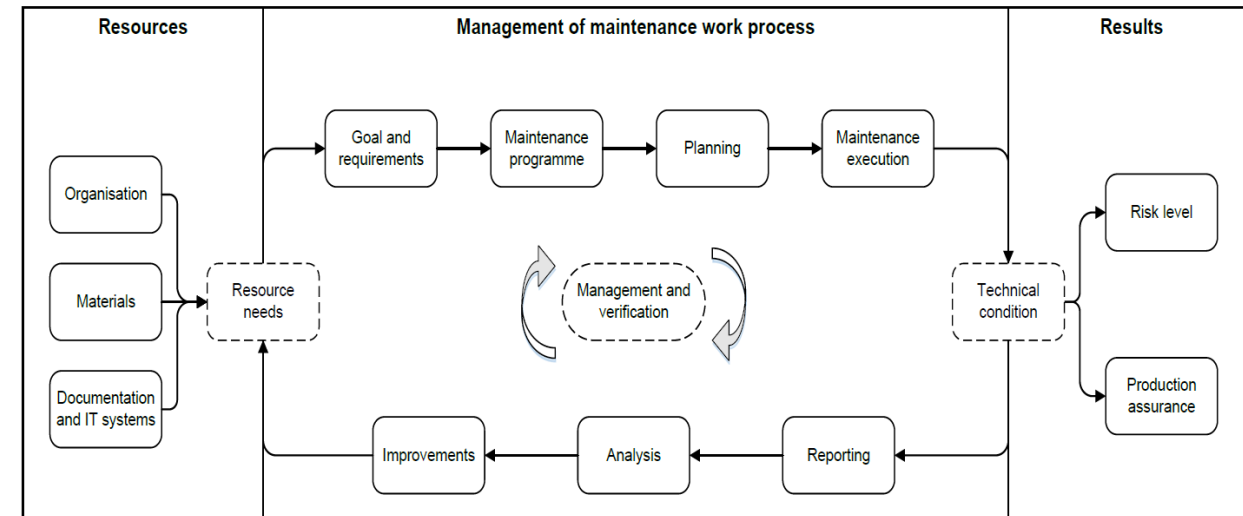 Resources
Management of maintenance work process
Results
Goal and
requirements
Maintenance
programme
Planning
Maintenance
execution
Organisation
Materials
Documentation
and IT systems
Resource
needs
Management and
verification
Technical
condition
Risk level
Production
assurance
Improvements
Analysis
Reporting